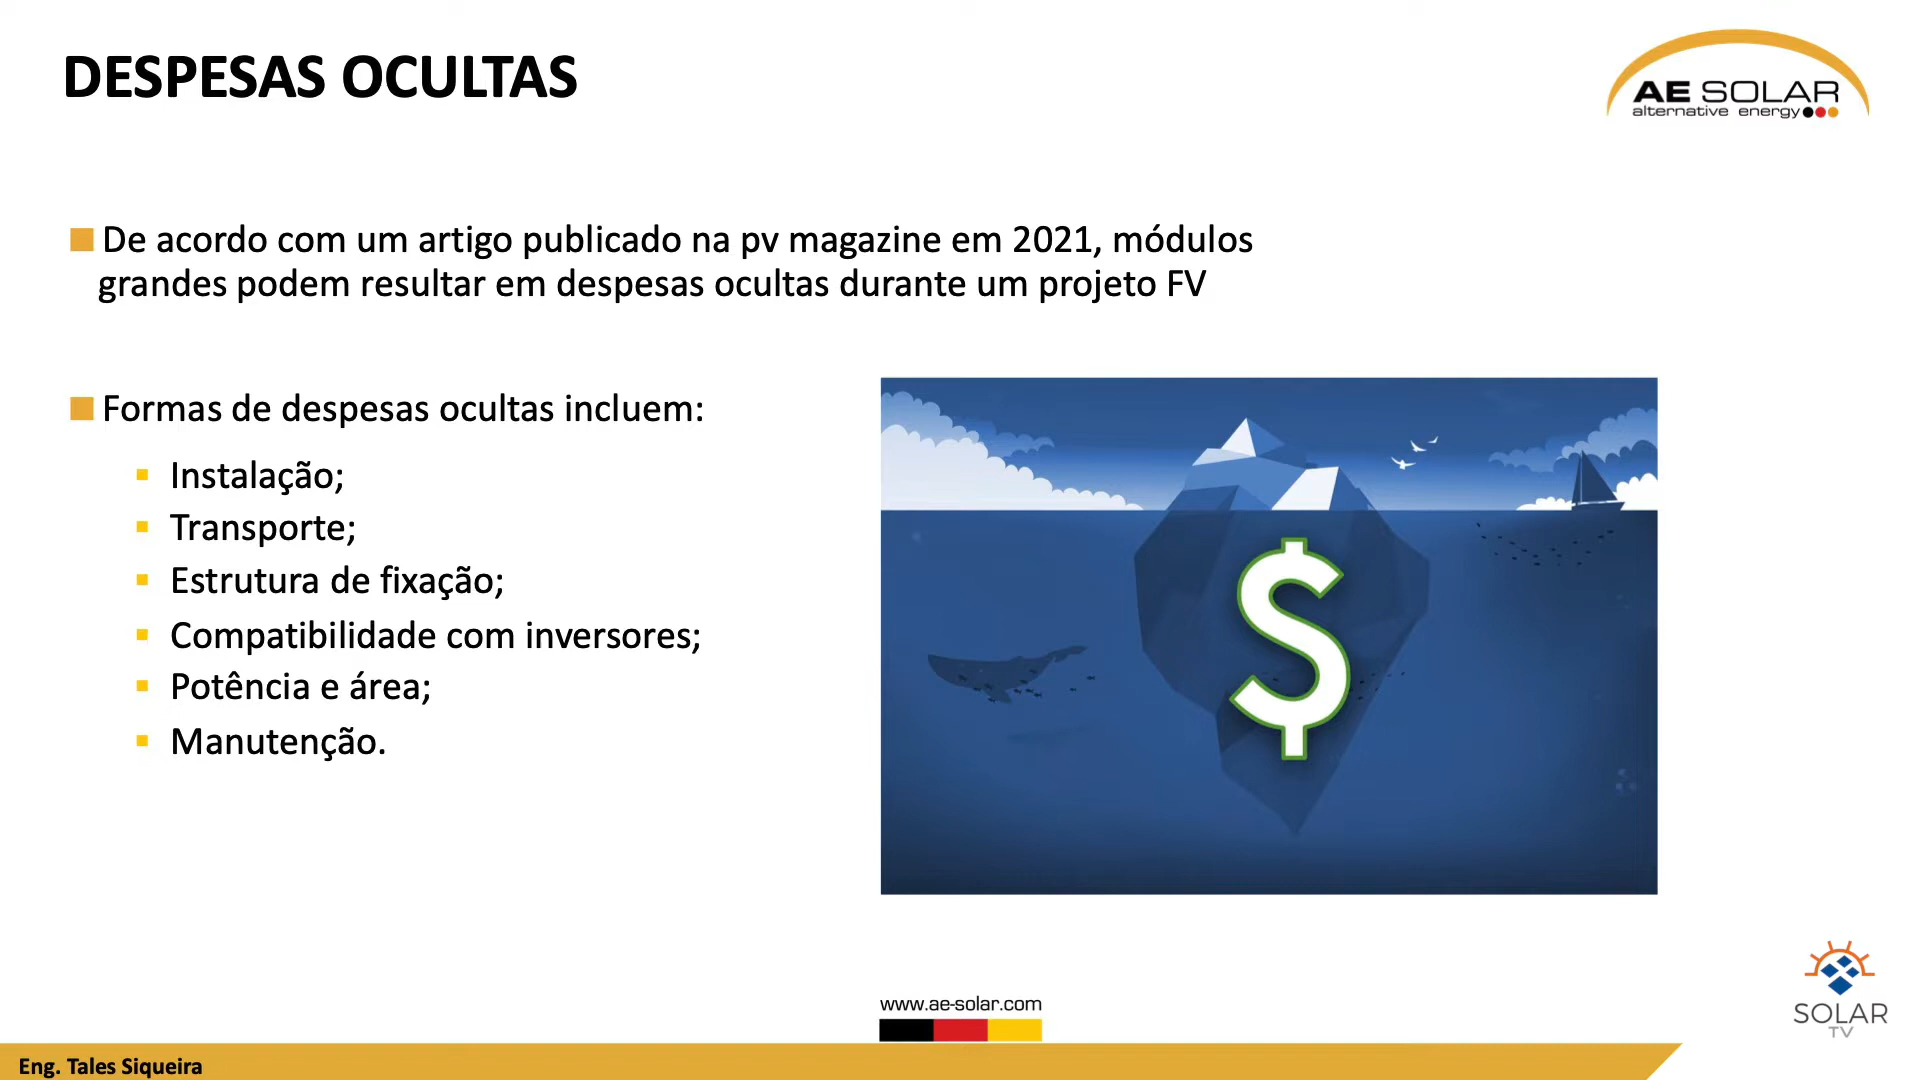 DESPESAS OCULTAS
AE SOLAR
alternative energy
De acordo com um artigo publicado na pv magazine em 2021, módulos
grandes podem resultar em despesas ocultas durante um projeto FV
Formas de despesas ocultas incluem:
Instalação;
Transporte;
Estrutura de fixação;
Compatibilidade com inversores;
Potência e área;
Manutenção.
$
www.ae-solar.com
SOLAR
TV
Eng. Tales Siqueira